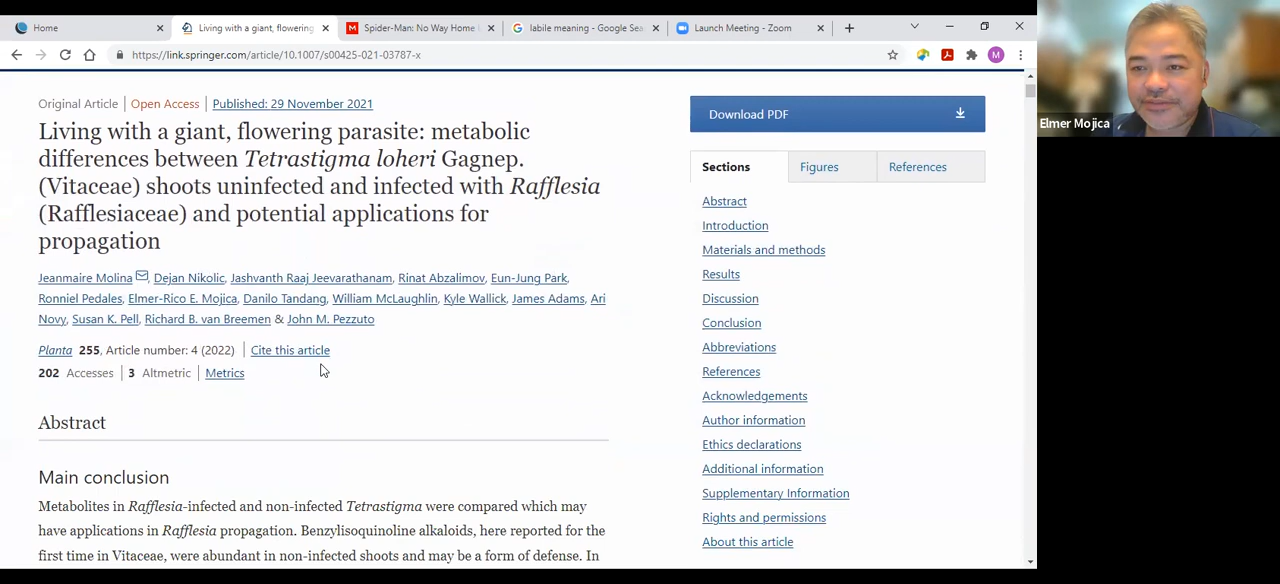 Home
Living with a giant, flowering
Spider-Man: No Way Home
labile meaning - Google Sea
Launch Meeting - Zoom
https://link.springer.com/article/10.1007/s00425-021-03787-x
M
Original Article | Open Access | Published: 29 November 2021
Living with a giant, flowering parasite: metabolic
differences between Tetrastigma loheri Gagnep.
(Vitaceae) shoots uninfected and infected with Rafflesia
(Rafflesiaceae) and potential applications for
propagation
Jeanmaire Molina, Dejan Nikolic, Jashvanth Raaj Jeevarathanam, Rinat Abzalimov, Eun-Jung Park,
Ronniel Pedales, Elmer-Rico E. Mojica, Danilo Tandang, William McLaughlin, Kyle Wallick, James Adams, Ari
Novy, Susan K. Pell, Richard B. van Breemen & John M. Pezzuto
Planta 255, Article number: 4 (2022) | Cite this article
202 Accesses | 3 Altmetric | Metrics
Abstract
Main conclusion
Metabolites in Rafflesia-infected and non-infected Tetrastigma were compared which may
have applications in Rafflesia propagation. Benzylisoquinoline alkaloids, here reported for the
first time in Vitaceae, were abundant in non-infected shoots and may be a form of defense. In
Download PDF
Sections
Figures
References
Abstract
Introduction
Materials and methods
Results
Discussion
Conclusion
Abbreviations
References
Acknowledgements
Author information
Ethics declarations
Additional information
Supplementary Information
Rights and permissions
About this article
Elmer Mojica